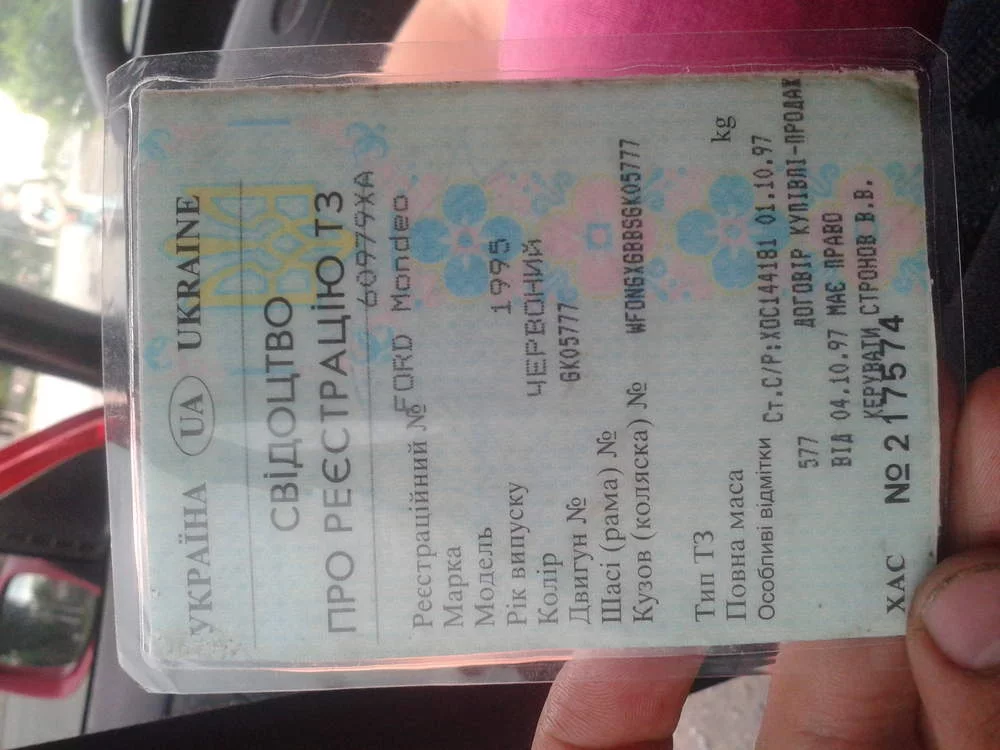 УКРАЇНА UA UKRAINE
СВІДОЦТВО
ПРО РЕЄСТРАЦІЮ ТЗ
Реєстраційний № 60979ХА
Марка FORD Mondeo
Модель
Рік випуску 1995
Колір ЧЕРВОНИЙ
Двигун № GK05777
Шасі (рама) №
Кузов (коляска) № WF0NGXGBBSGK05777
Тип ТЗ
Повна маса kg
Особливі відмітки Ст.С/Р:ХОС144181 01.10.97
577 ДОГОВІР КУПІВЛІ-ПРОДАЖ
ВІД 04.10.97 МАЄ ПРАВО
КЕРУВАТИ СТРОНОВ В.В.
ХАС № 217574